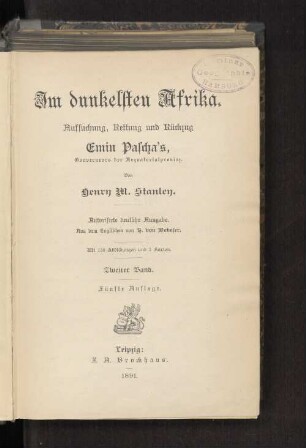 Im dunkelsten Afrika.
Aufsuchung, Rettung und Rückzug
Emin Pascha's,
Gouverneurs der Aequatorialprovinz.
Von
Henry M. Stanley.
Autorisirte deutsche Ausgabe.
Aus dem Englischen von H. von Wobeser.
Mit 150 Abbildungen und 3 Karten.
Zweiter Band.
Fünfte Auflage.
Leipzig:
F. A. Brockhaus.
1891.